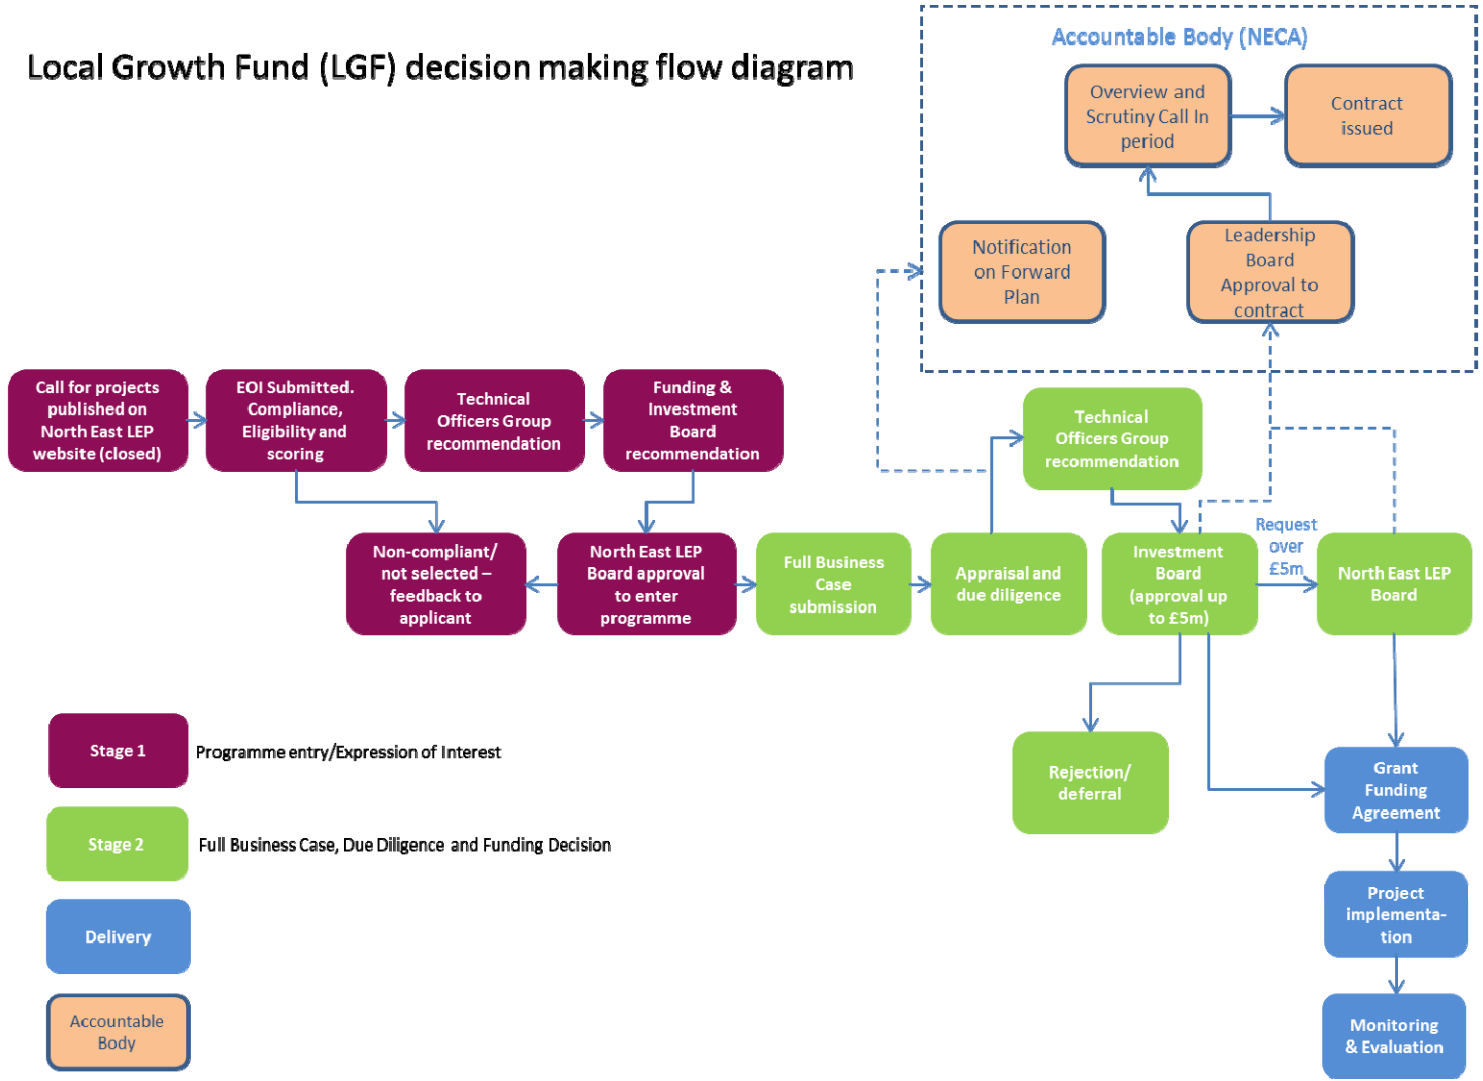 Local Growth Fund (LGF) decision making flow diagram
Accountable Body (NECA)
Overview and
Scrutiny Call In
period
Contract
issued
Notification
on Forward
Plan
Leadership
Board
Approval to
contract
Call for projects
published on
North East LEP
website (closed)
EOI Submitted.
Compliance,
Eligibility and
scoring
Technical
Officers Group
recommendation
Funding &
Investment
Board
recommendation
Technical
Officers Group
recommendation
Non-compliant/
not selected –
feedback to
applicant
North East LEP
Board approval
to enter
programme
Full Business
Case
submission
Appraisal and
due diligence
Investment
Board
(approval up
to £5m)
Request
over
£5m
North East LEP
Board
Rejection/
deferral
Grant
Funding
Agreement
Project
implementa-
tion
Monitoring
& Evaluation
Stage 1
Programme entry/Expression of Interest
Stage 2
Full Business Case, Due Diligence and Funding Decision
Delivery
Accountable
Body